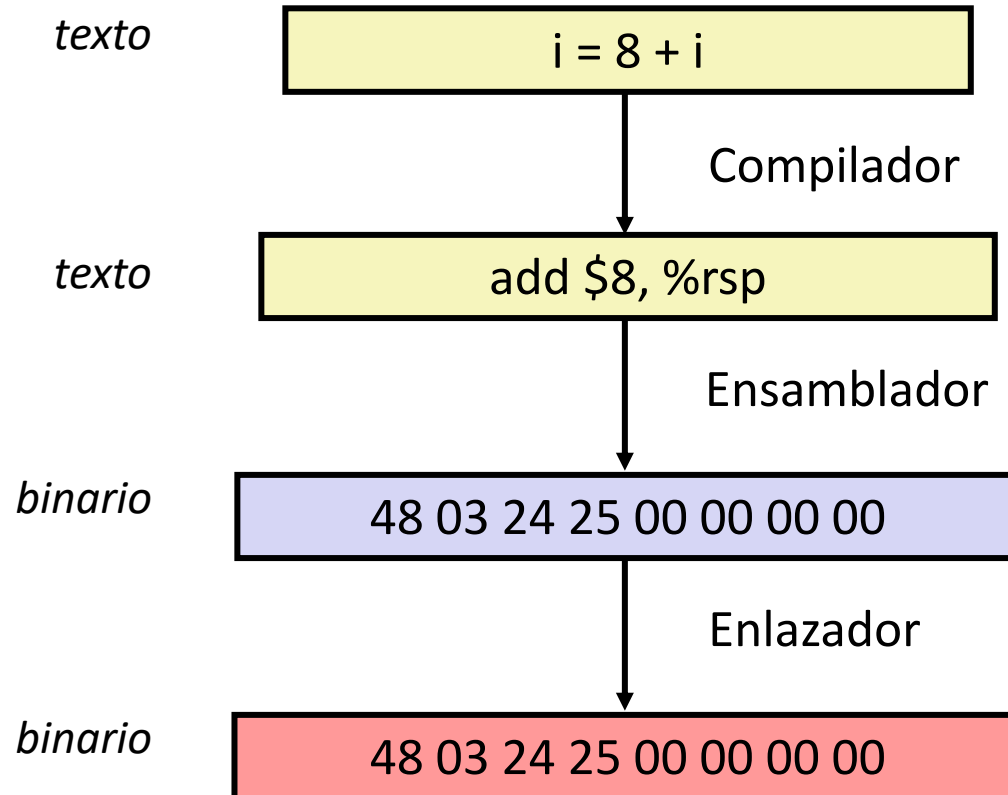 texto
i = 8 + i
Compilador
texto
add $8, %rsp
Ensamblador
binario
48 03 24 25 00 00 00 00
Enlazador
binario
48 03 24 25 00 00 00 00